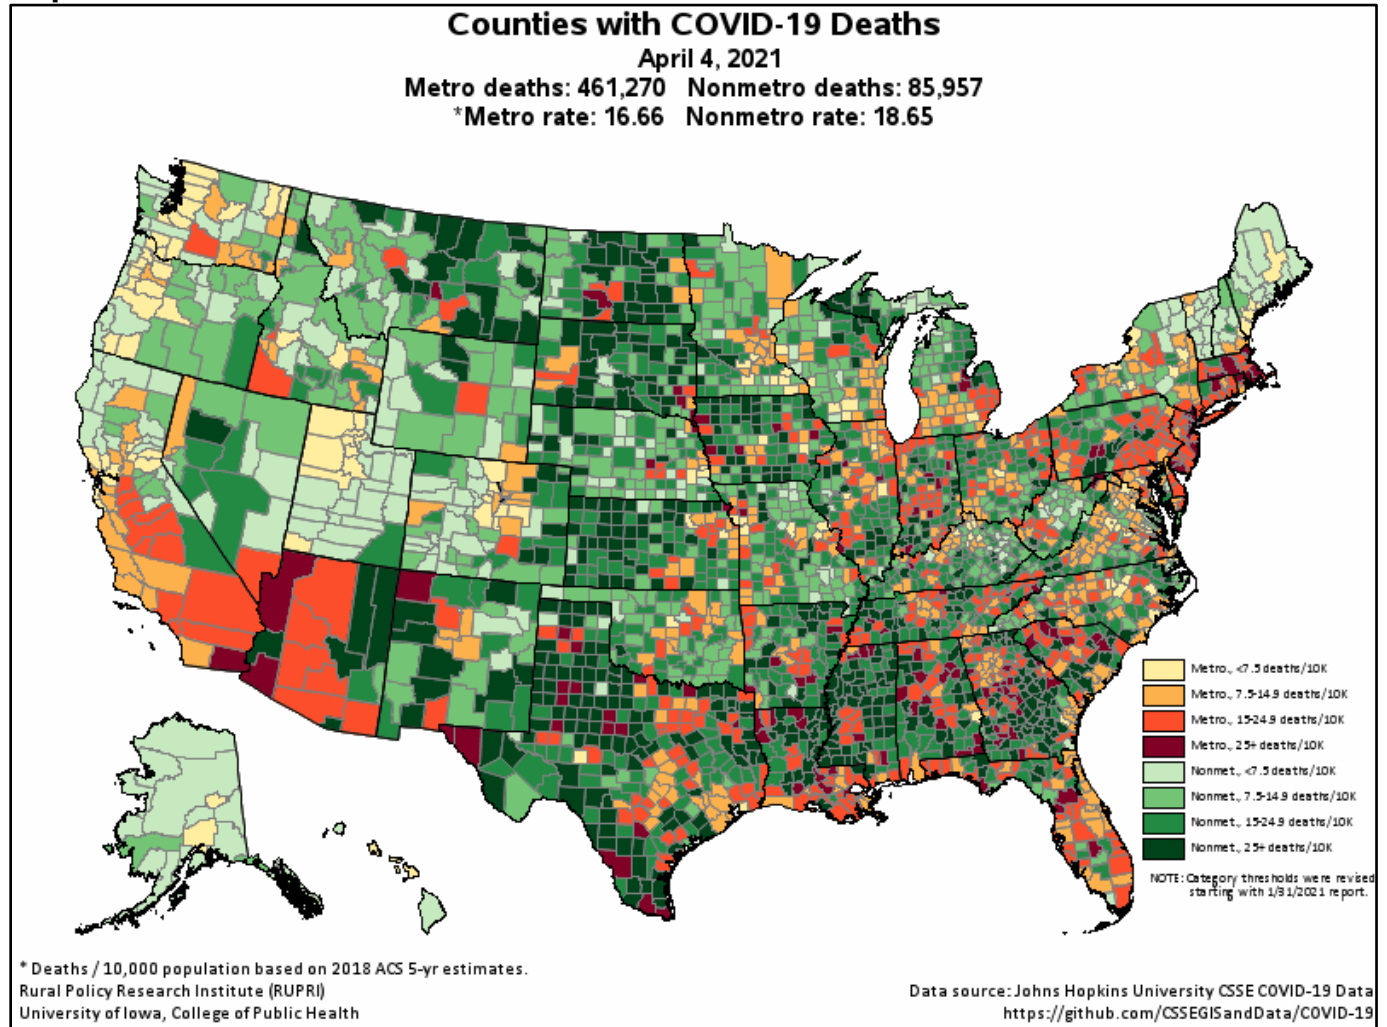 Counties with COVID-19 Deaths
April 4, 2021
Metro deaths: 461,270 Nonmetro deaths: 85,957
*Metro rate: 16.66 Nonmetro rate: 18.65
Metro., <7.5 deaths/10K
Metro., 7.5-14.9 deaths/10K
Metro., 15-24.9 deaths/10K
Metro., 25+ deaths/10K
Nonmet., <7.5 deaths/10K
Nonmet., 7.5-14.9 deaths/10K
Nonmet., 15-24.9 deaths/10K
Nonmet., 25+ deaths/10K
NOTE: Category thresholds were revised
starting with 1/31/2021 report.
* Deaths / 10,000 population based on 2018 ACS 5-yr estimates.
Rural Policy Research Institute (RUPRI)
University of Iowa, College of Public Health
Data source: Johns Hopkins University CSSE COVID-19 Data
https://github.com/CSSEGISandData/COVID-19